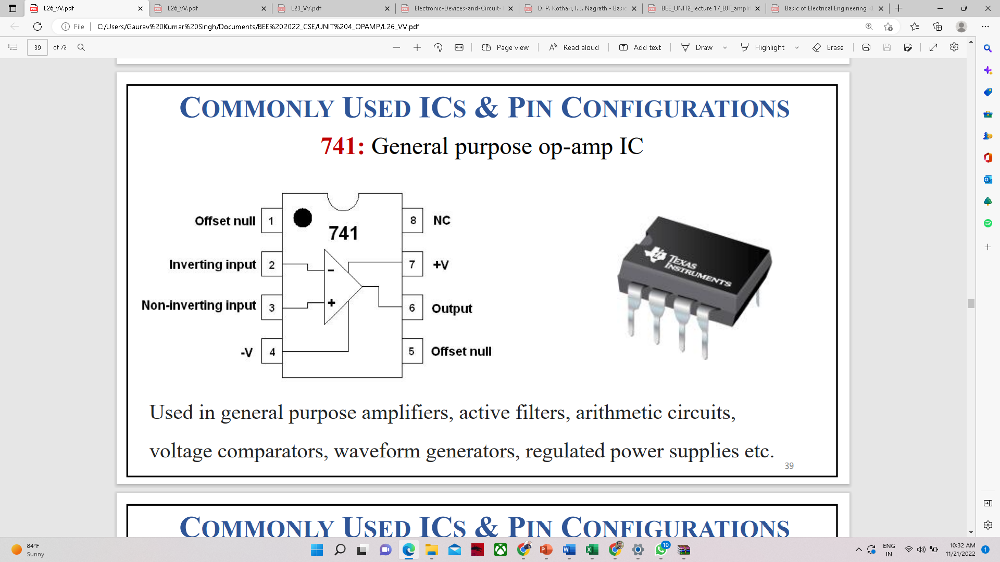 L26_VV.pdf
L26_VV.pdf
L23_VV.pdf
Electronic-Devices-and-Circuit-
D. P. Kothari, I. J. Nagrath - Basic
BEE_UNIT2_lecture 17_BJT_ampli
Basic of Electrical Engineering
File
C:/Users/Gaurav%20Kumar%20Singh/Documents/BEE%202022_CSE/UNIT%204_OPAMP/L26_VV.pdf
39 of 72
Page view
Read aloud
Add text
Draw
Highlight
Erase
COMMONLY USED ICS & PIN CONFIGURATIONS
741: General purpose op-amp IC
741
Offset null 1
8 NC
Inverting input 2
-
7 +V
Non-inverting input 3
+
6 Output
-V 4
5 Offset null
TEXAS
INSTRUMENTS
Used in general purpose amplifiers, active filters, arithmetic circuits,
voltage comparators, waveform generators, regulated power supplies etc.
39
COMMONLY USED ICS & PIN CONFIGURATIONS
84°F
Sunny
10
ENG
IN
10:32 AM
11/21/2022
1